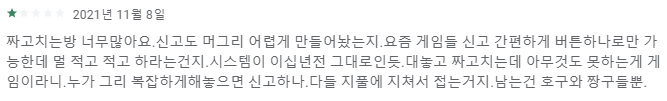 2021년 11월 8일
짜고치는방 너무많아요.신고도 머그리 어렵게 만들어놨는지.요즘 게임들 신고 간편하게 버튼하나로만 가
능한데 멀 적고 적고 하라는건지.시스템이 이십년전 그대로인듯.대놓고 짜고치는데 아무것도 못하는게 게
임이라니.누가 그리 복잡하게해놓으면 신고하나.다들 지풀에 지쳐서 접는거지.남는건 호구와 짱구들뿐.